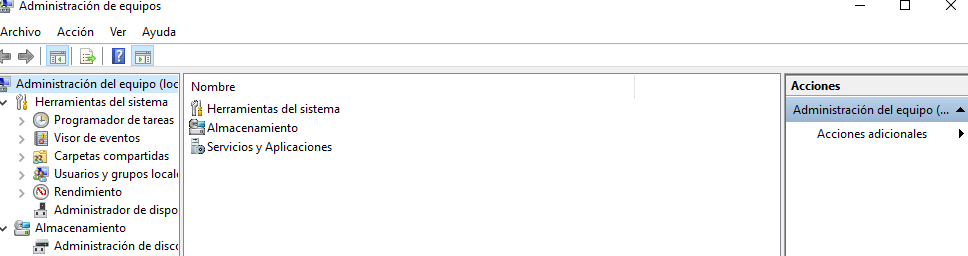 Administración de equipos
Archivo Acción Ver Ayuda
Administración del equipo (loc
Herramientas del sistema
Programador de tareas
Visor de eventos
Carpetas compartidas
Usuarios y grupos locale
Rendimiento
Administrador de dispo
Almacenamiento
Administración de disco
Nombre
Herramientas del sistema
Almacenamiento
Servicios y Aplicaciones
Acciones
Administración del equipo (...
Acciones adicionales